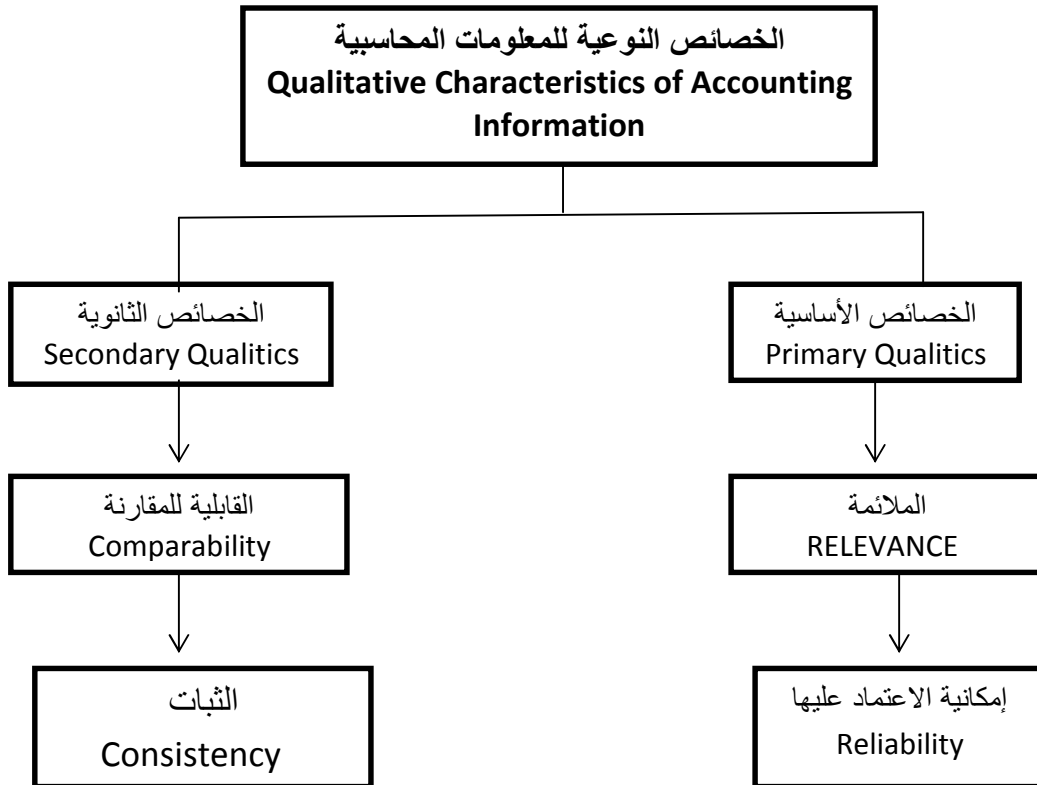 الخصائص النوعية للمعلومات المحاسبية
Qualitative Characteristics of Accounting
Information
الخصائص الأساسية
Primary Qualitics
الخصائص الثانوية
Secondary Qualitics
الملائمة
RELEVANCE
القابلية للمقارنة
Comparability
إمكانية الاعتماد عليها
Reliability
الثبات
Consistency